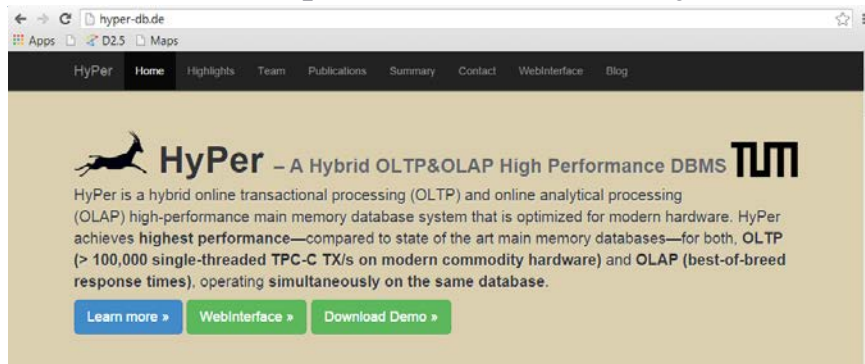 hyper-db.de
Apps D2.5 Maps
HyPer Home Highlights Team Publications Summary Contact WebInterface Blog
HyPer – A Hybrid OLTP&OLAP High Performance DBMS TUM
HyPer is a hybrid online transactional processing (OLTP) and online analytical processing
(OLAP) high-performance main memory database system that is optimized for modern hardware. HyPer
achieves highest performance—compared to state of the art main memory databases—for both, OLTP
(> 100,000 single-threaded TPC-C TX/s on modern commodity hardware) and OLAP (best-of-breed
response times), operating simultaneously on the same database.
Learn more » WebInterface » Download Demo »